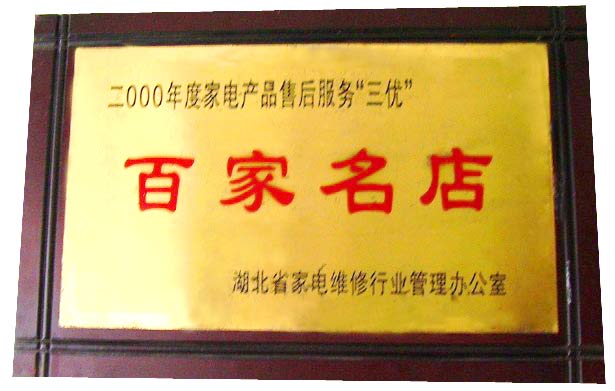 二000年度家电产品售后服务“三优”
百家名店
湖北省家电维修行业管理办公室